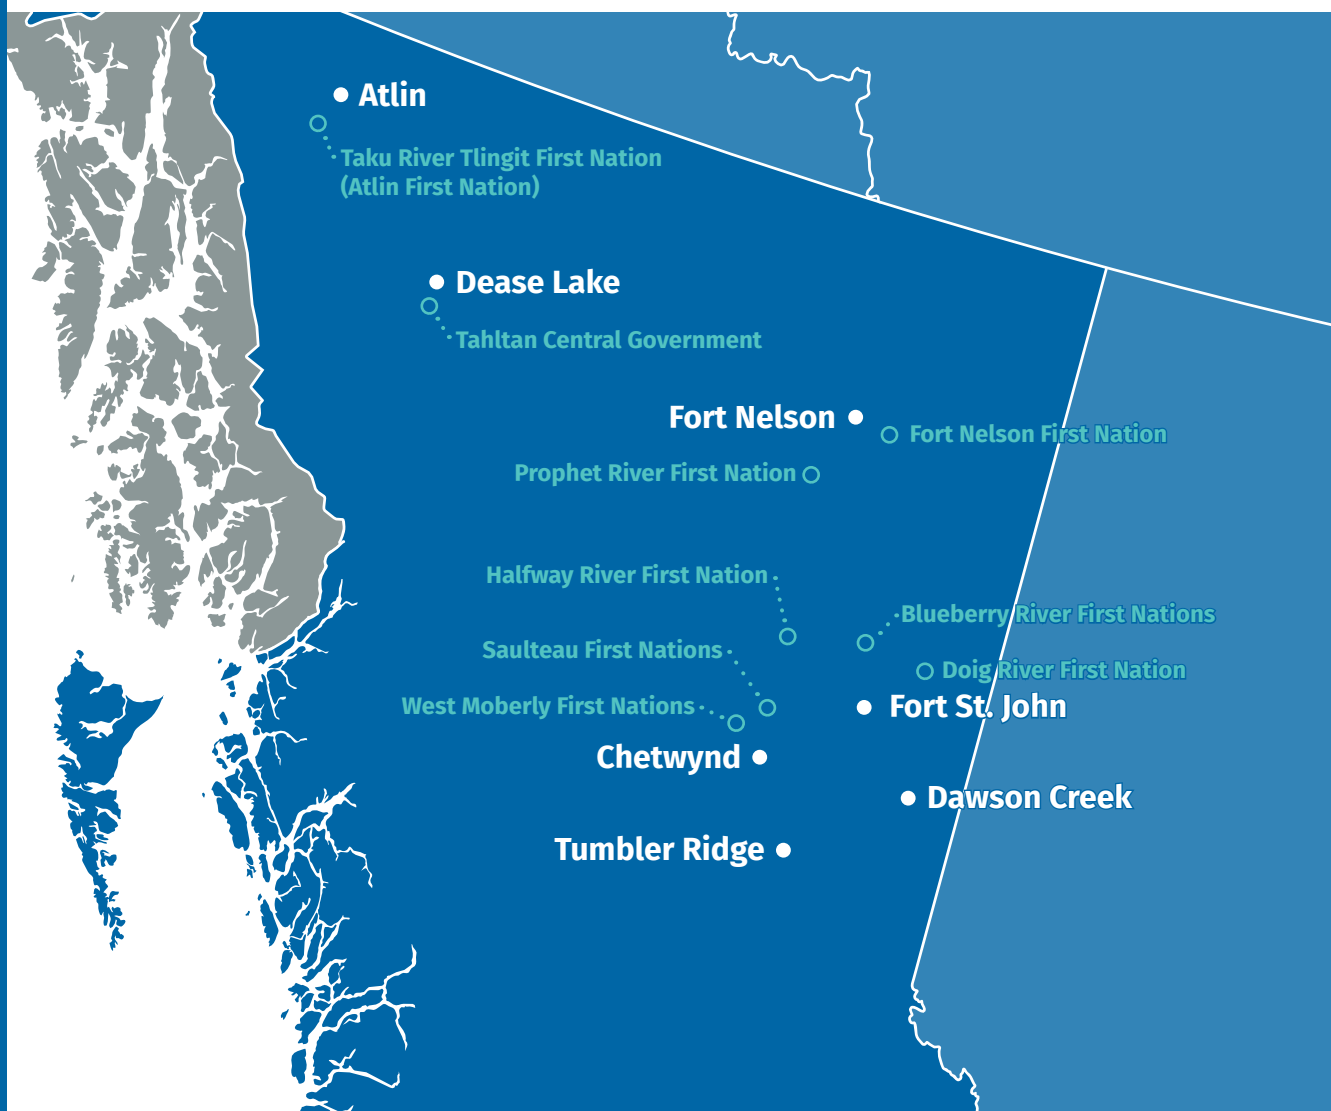 Atlin
Taku River Tlingit First Nation
(Atlin First Nation)
Dease Lake
Tahltan Central Government
Fort Nelson
Fort Nelson First Nation
Prophet River First Nation
Halfway River First Nation
Blueberry River First Nations
Saulteau First Nations
Doig River First Nation
West Moberly First Nations
Fort St. John
Chetwynd
Dawson Creek
Tumbler Ridge